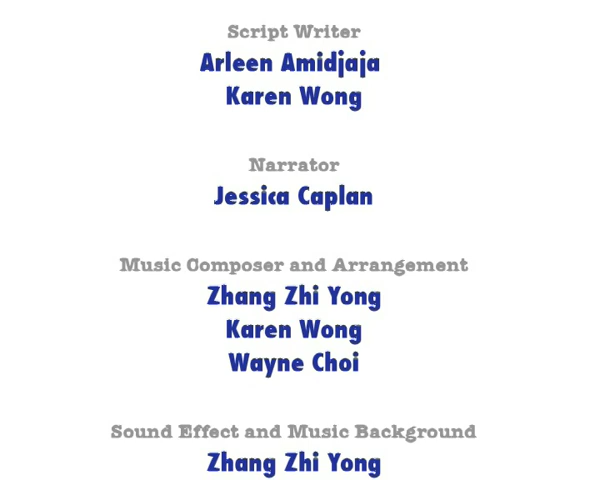 Script Writer
Arleen Amidjaja
Karen Wong
Narrator
Jessica Caplan
Music Composer and Arrangement
Zhang Zhi Yong
Karen Wong
Wayne Choi
Sound Effect and Music Background
Zhang Zhi Yong